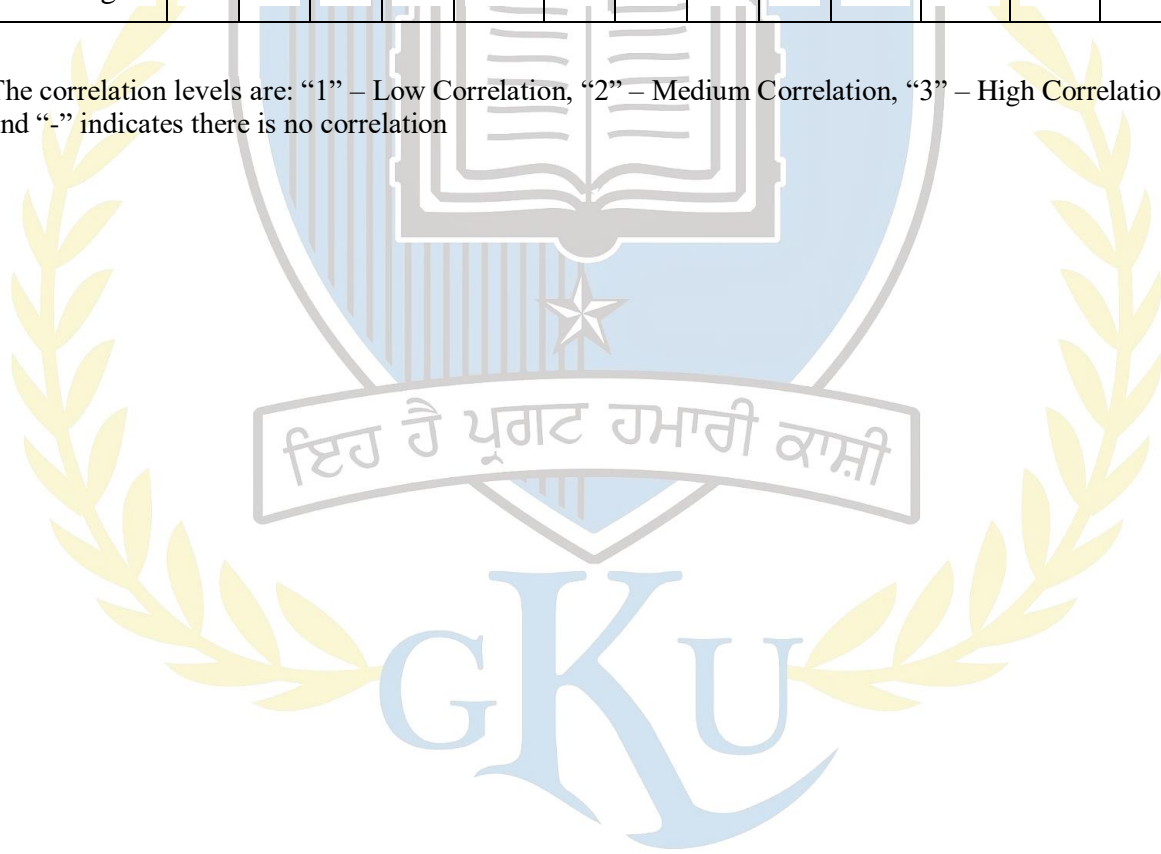 The correlation levels are: “1” – Low Correlation, “2” – Medium Correlation, “3” – High Correlatio
nd “-” indicates there is no correlation
ਇਹ ਹੈ ਪ੍ਰਗਟ ਹਮਾਰੀ ਕਾਸ਼ੀ
GKU